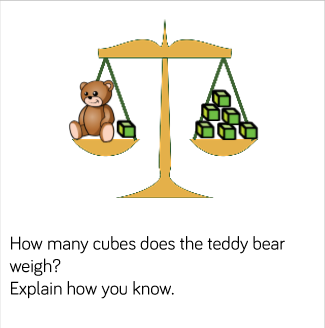 How many cubes does the teddy bear
weigh?
Explain how you know.